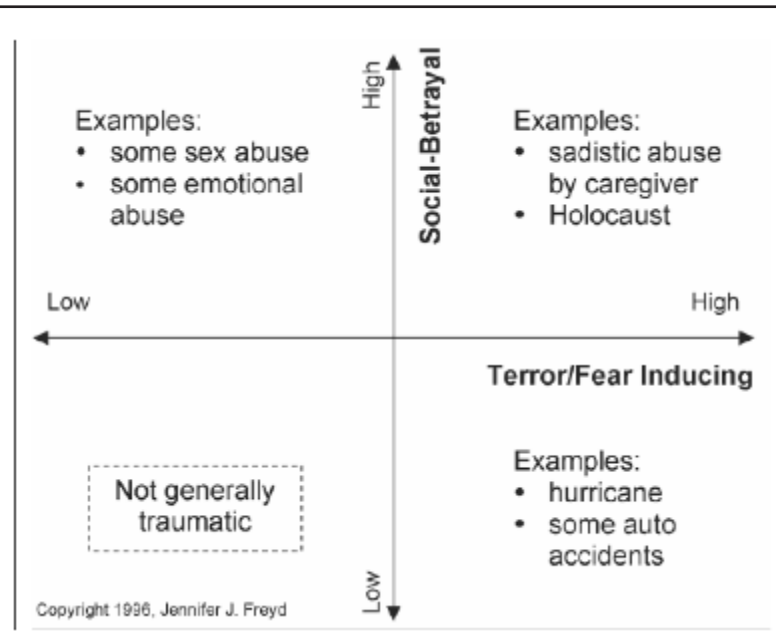 High
Social-Betrayal
Examples:
• some sex abuse
• some emotional
abuse
Examples:
• sadistic abuse
by caregiver
• Holocaust
Low
High
Terror/Fear Inducing
Not generally
traumatic
Examples:
• hurricane
• some auto
accidents
Low
Copyright 1996, Jennifer J. Freyd